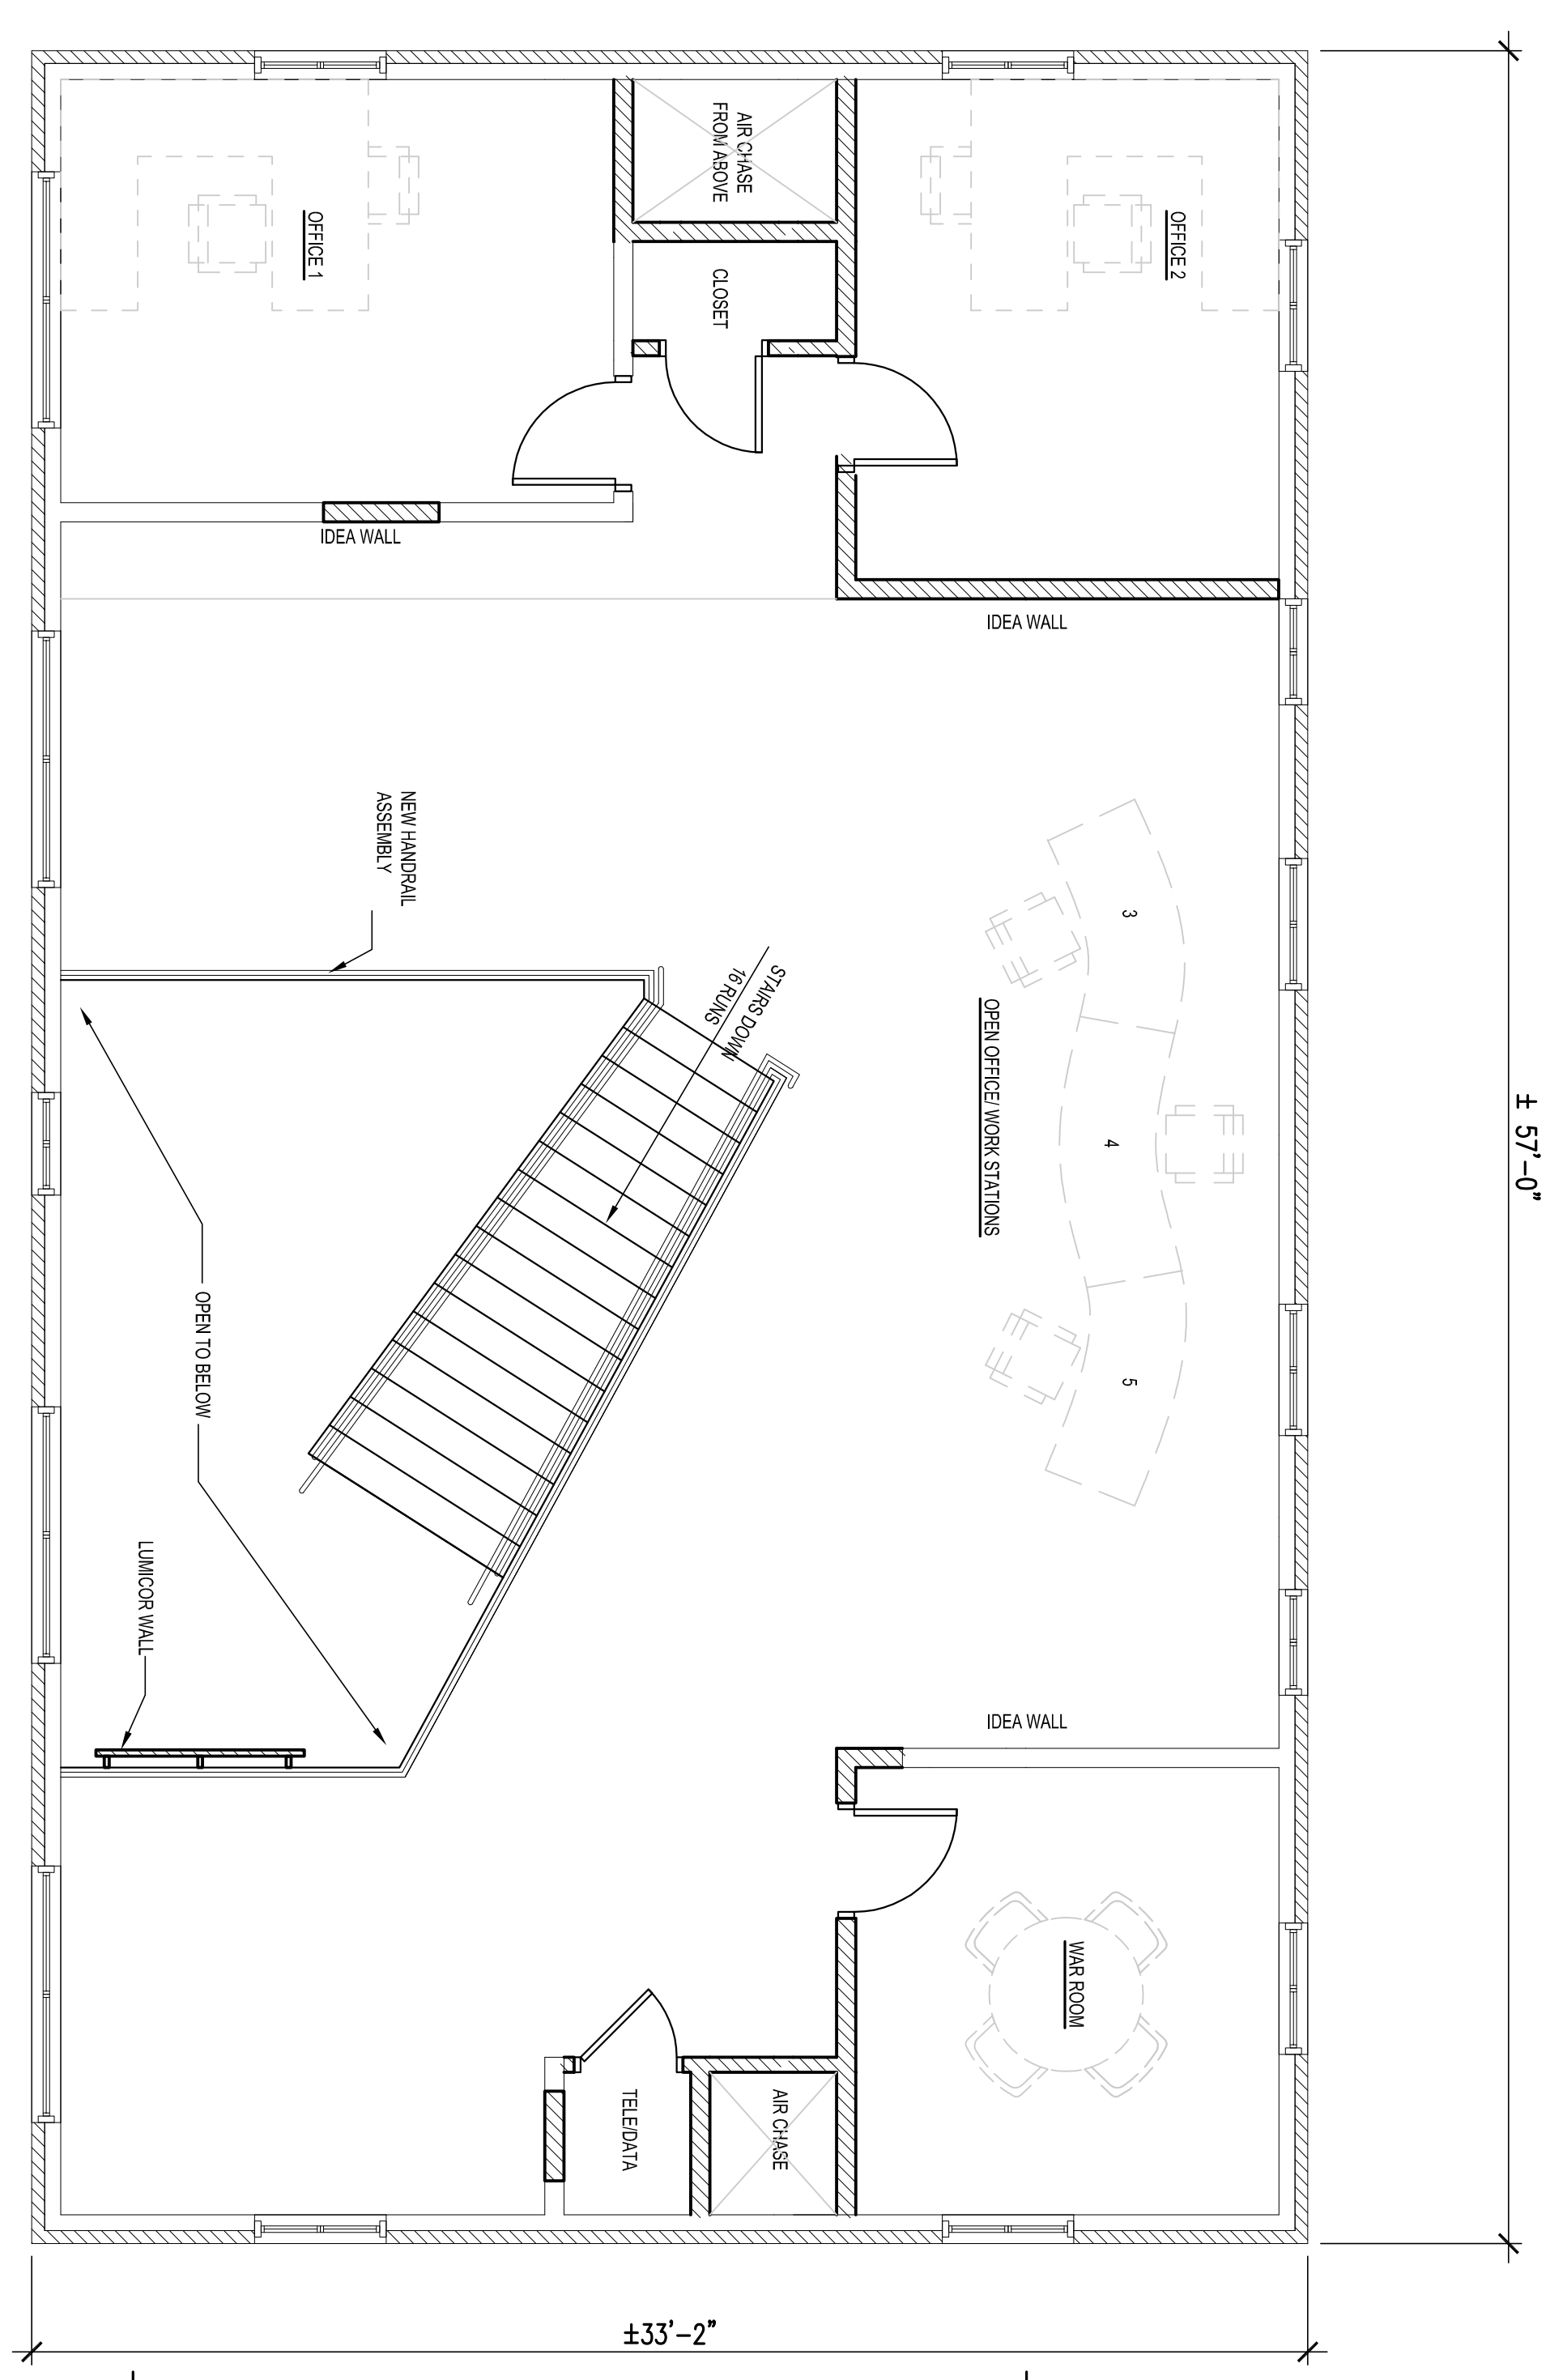 AIR CHASE
FROM ABOVE
OFFICE 1
OFFICE 2
CLOSET
IDEA WALL
IDEA WALL
NEW HANDRAIL
ASSEMBLY
3
STAIRS DOWN
16 RUNS
OPEN OFFICE/ WORK STATIONS
4
± 57'-0"
OPEN TO BELOW
5
LUMICOR WALL
IDEA WALL
WAR ROOM
TELE/DATA
AIR CHASE
±33'-2"